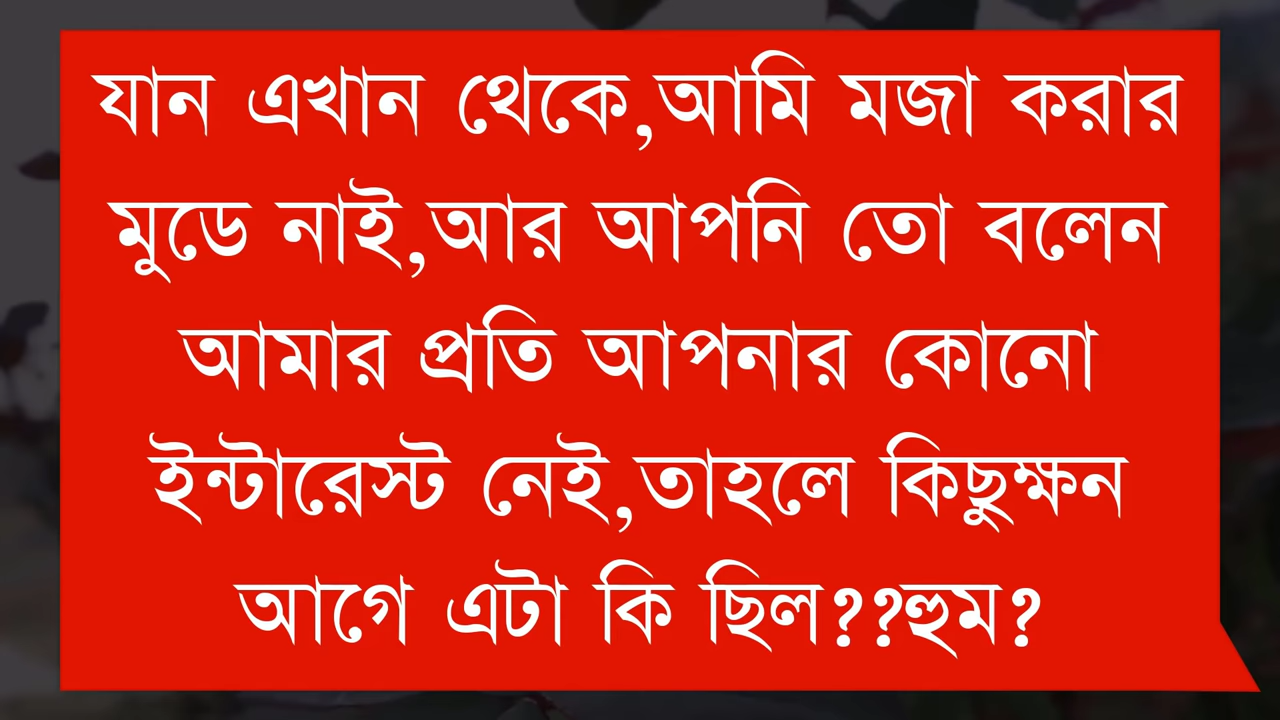 যান এখান থেকে,আমি মজা করার
মুডে নাই,আর আপনি তো বলেন
আমার প্রতি আপনার কোনো
ইন্টারেস্ট নেই,তাহলে কিছুক্ষন
আগে এটা কি ছিল??হুম?